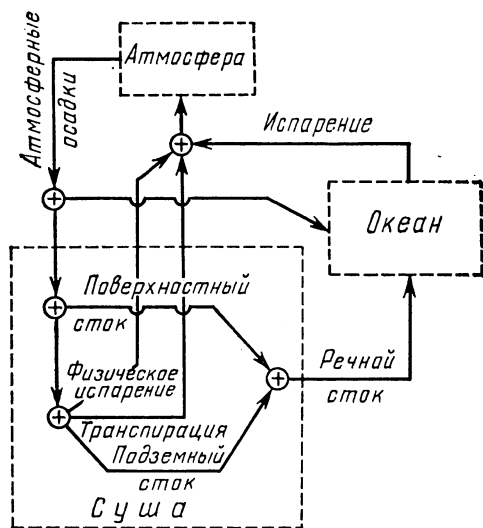 Атмосфера
Атмосферные
осадки
Испарение
Океан
Поверхностный
сток
Физическое
испарение
Речной
сток
Транспирация
Подземный
сток
Суша